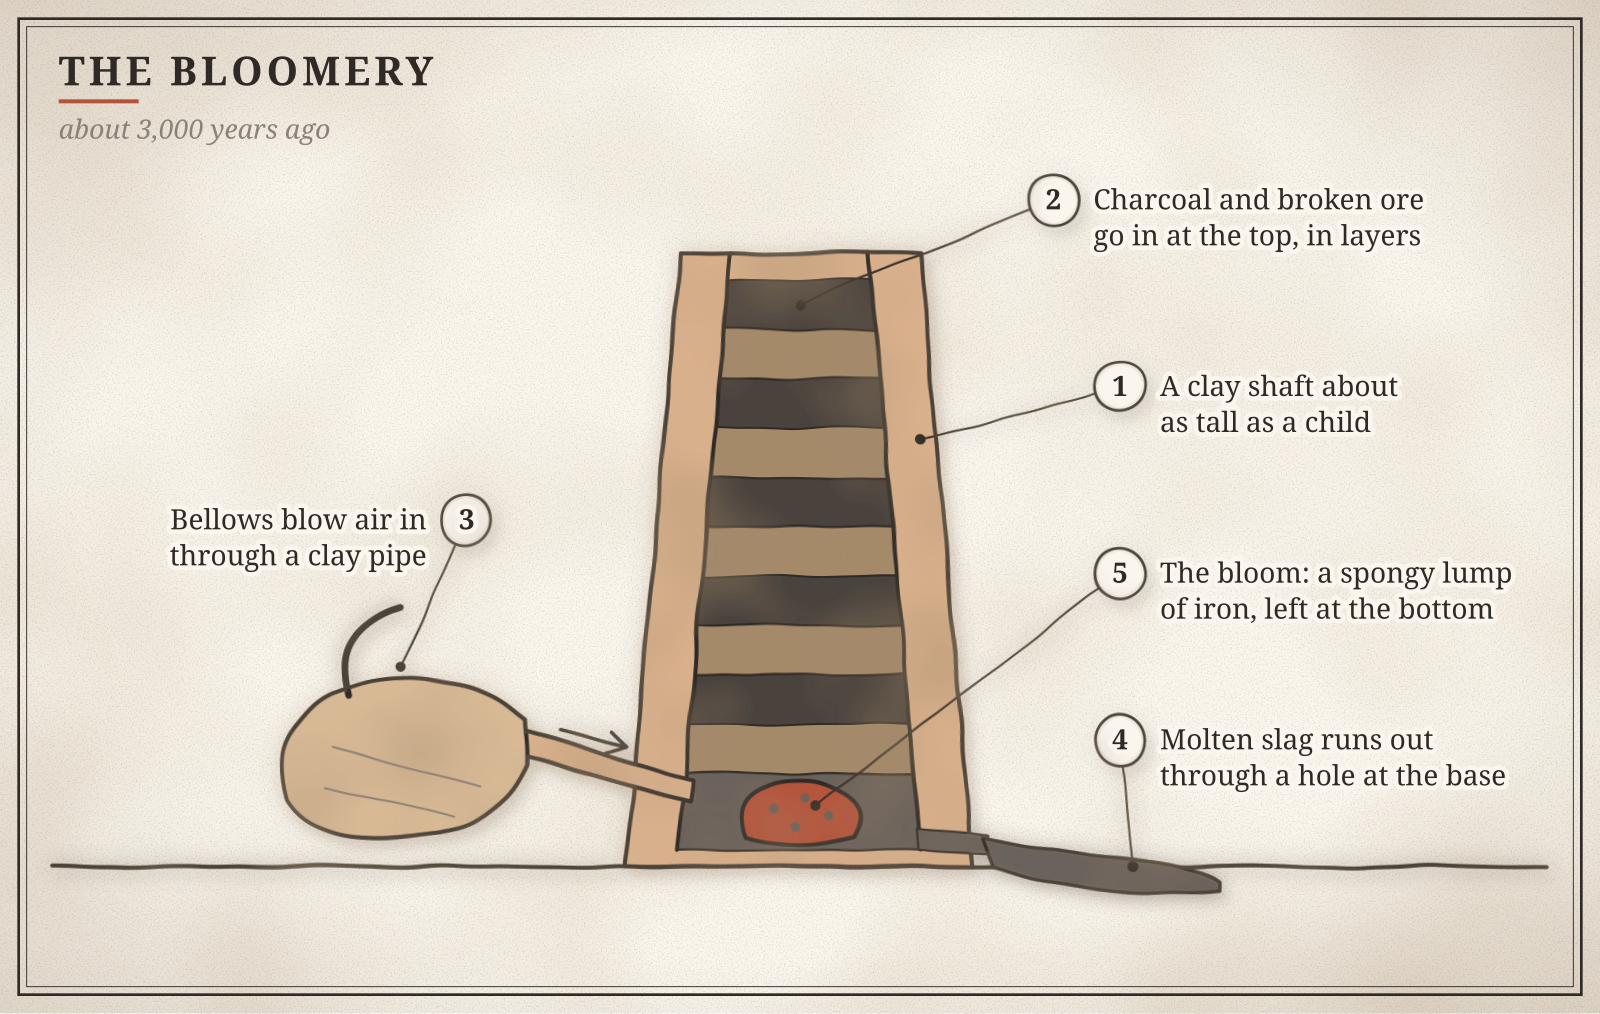 THE BLOOMERY
about 3,000 years ago
2
Charcoal and broken ore
go in at the top, in layers
1
A clay shaft about
as tall as a child
Bellows blow air in
through a clay pipe
3
5
The bloom: a spongy lump
of iron, left at the bottom
4
Molten slag runs out
through a hole at the base